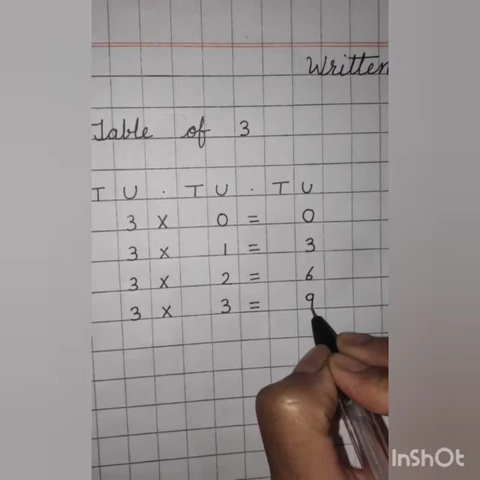 Written
Table of 3
T U . T U . T U
3 x 0 = 0
3 x 1 = 3
3 x 2 = 6
3 x 3 = 9
InShOt